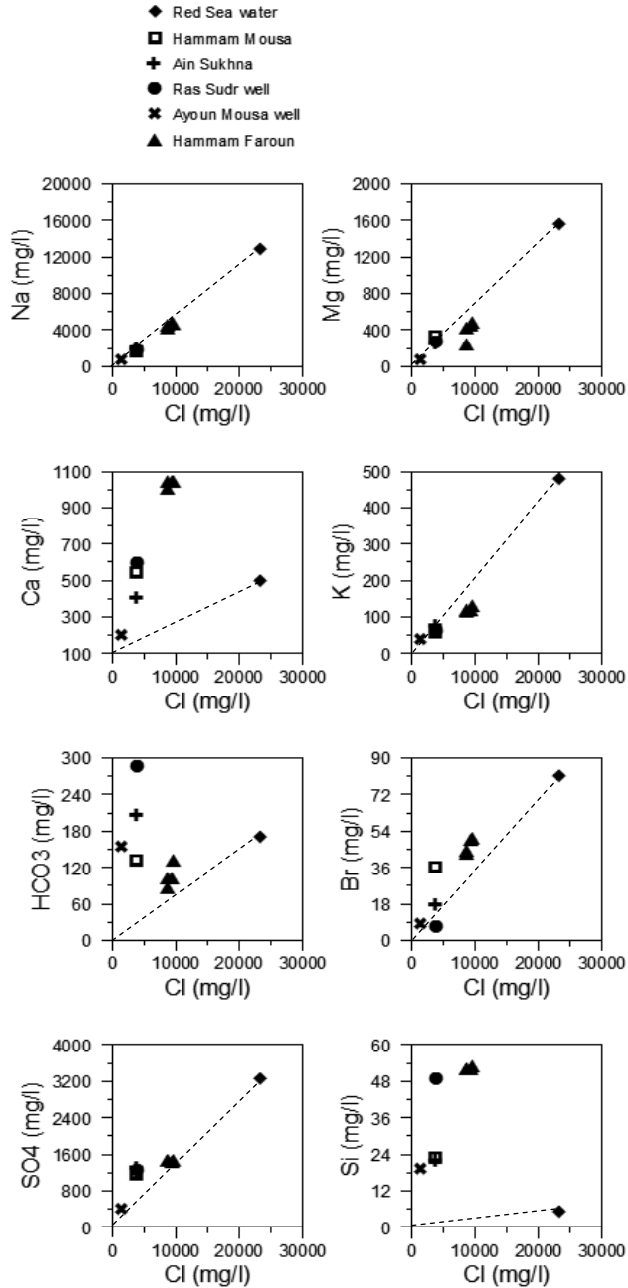 Red Sea water
Hammam Mousa
Ain Sukhna
Ras Sudr well
Ayoun Mousa well
Hammam Faroun
20000
16000
12000
8000
4000
0
Na (mg/l)
0 10000 20000 30000
Cl (mg/l)
2000
1600
1200
800
400
0
Mg (mg/l)
0 10000 20000 30000
Cl (mg/l)
1100
900
700
500
300
100
Ca (mg/l)
0 10000 20000 30000
Cl (mg/l)
500
400
300
200
100
0
K (mg/l)
0 10000 20000 30000
Cl (mg/l)
300
240
180
120
60
0
HCO3 (mg/l)
0 10000 20000 30000
Cl (mg/l)
90
72
54
36
18
0
Br (mg/l)
0 10000 20000 30000
Cl (mg/l)
4000
3200
2400
1600
800
0
SO4 (mg/l)
0 10000 20000 30000
Cl (mg/l)
60
48
36
24
12
0
Si (mg/l)
0 10000 20000 30000
Cl (mg/l)